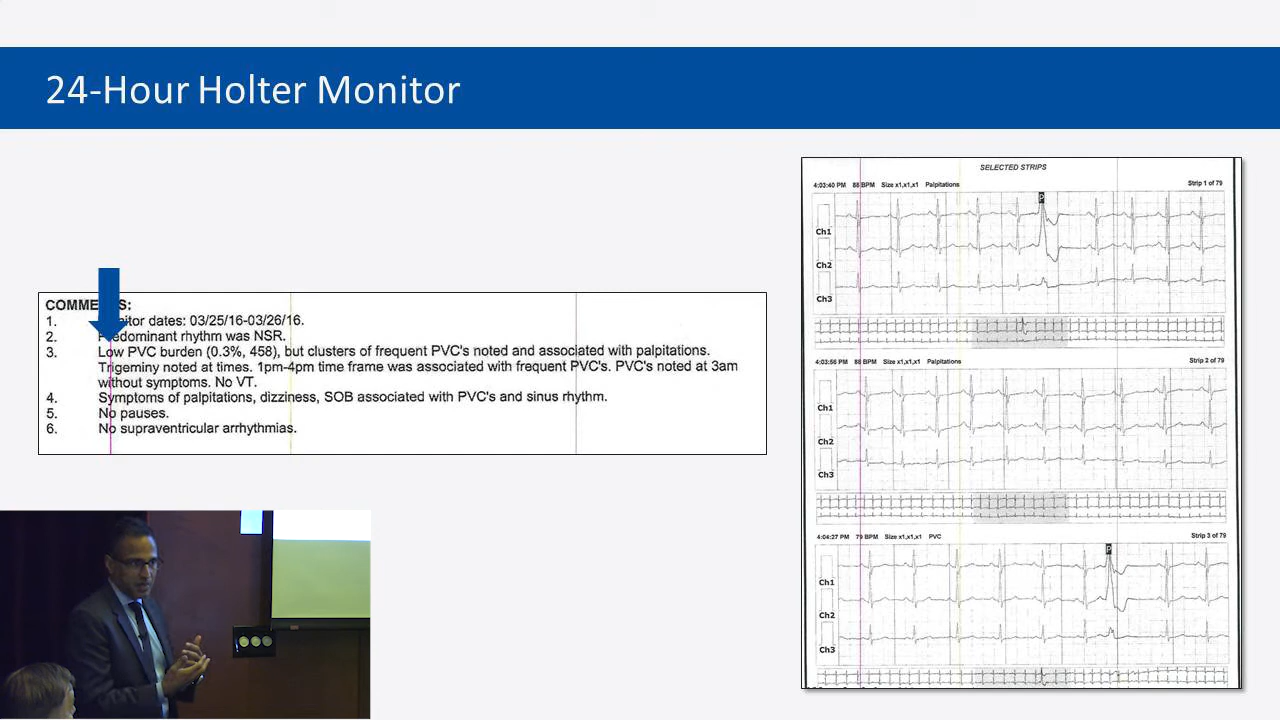 24-Hour Holter Monitor
COMME S:
1. itor dates: 03/25/16-03/26/16.
2. Predominant rhythm was NSR.
3. Low PVC burden (0.3%, 458), but clusters of frequent PVC's noted and associated with palpitations.
Trigeminy noted at times. 1pm-4pm time frame was associated with frequent PVC's. PVC's noted at 3am
without symptoms. No VT.
4. Symptoms of palpitations, dizziness, SOB associated with PVC's and sinus rhythm.
5. No pauses.
6. No supraventricular arrhythmias.
SELECTED STRIPS
4:03:40 PM 88 BPM Size x1,x1,x1 Palpitations Strip 1 of 79
P
Ch1
Ch2
Ch3
4:03:56 PM 88 BPM Size x1,x1,x1 Palpitations Strip 2 of 79
Ch1
Ch2
Ch3
4:04:27 PM 79 BPM Size x1,x1,x1 PVC Strip 3 of 79
P
Ch1
Ch2
Ch3